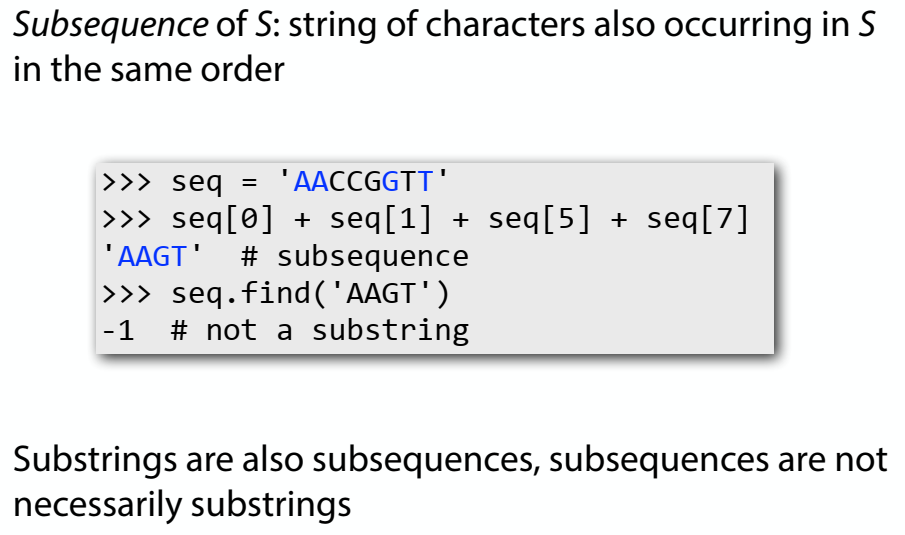 Subsequence of S: string of characters also occurring in S
in the same order
>>> seq = 'AACCGGTT'
>>> seq[0] + seq[1] + seq[5] + seq[7]
'AAGT'  # subsequence
>>> seq.find('AAGT')
-1  # not a substring
Substrings are also subsequences, subsequences are not
necessarily substrings